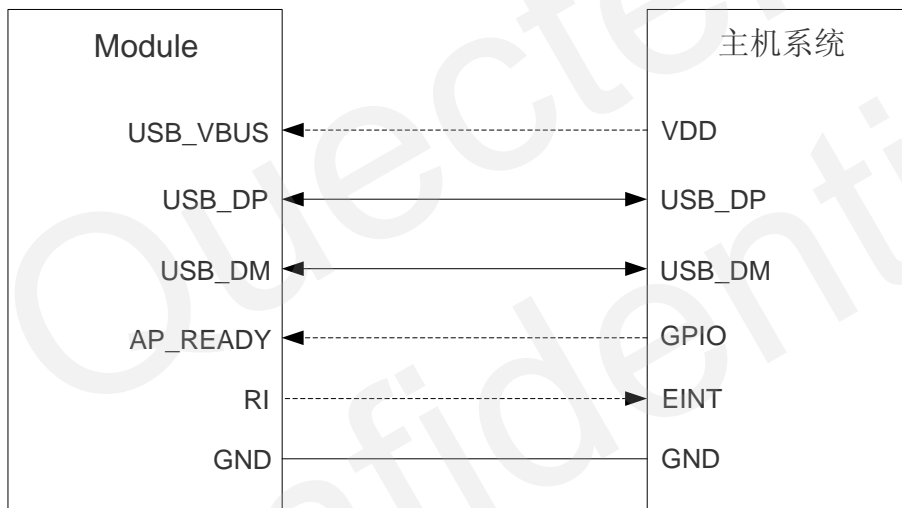 Module 主机系统
USB_VBUS VDD
USB_DP USB_DP
USB_DM USB_DM
AP_READY GPIO
RI EINT
GND GND